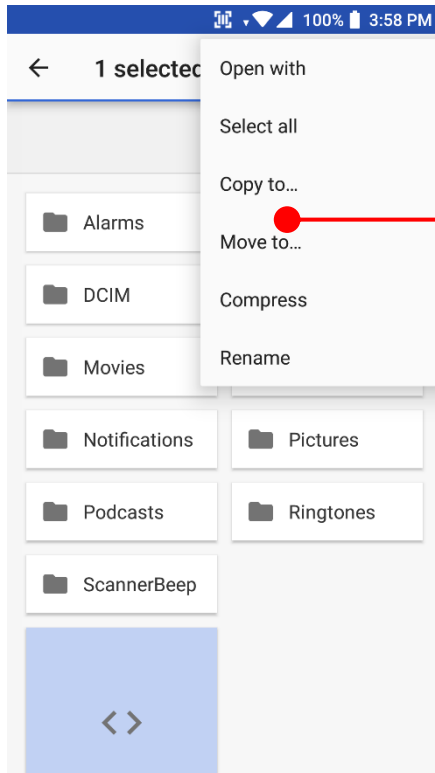 100% 3:58 PM
1 selected
Open with
Select all
Copy to…
Move to…
Compress
Rename
Alarms
DCIM
Movies
Notifications
Pictures
Podcasts
Ringtones
ScannerBeep